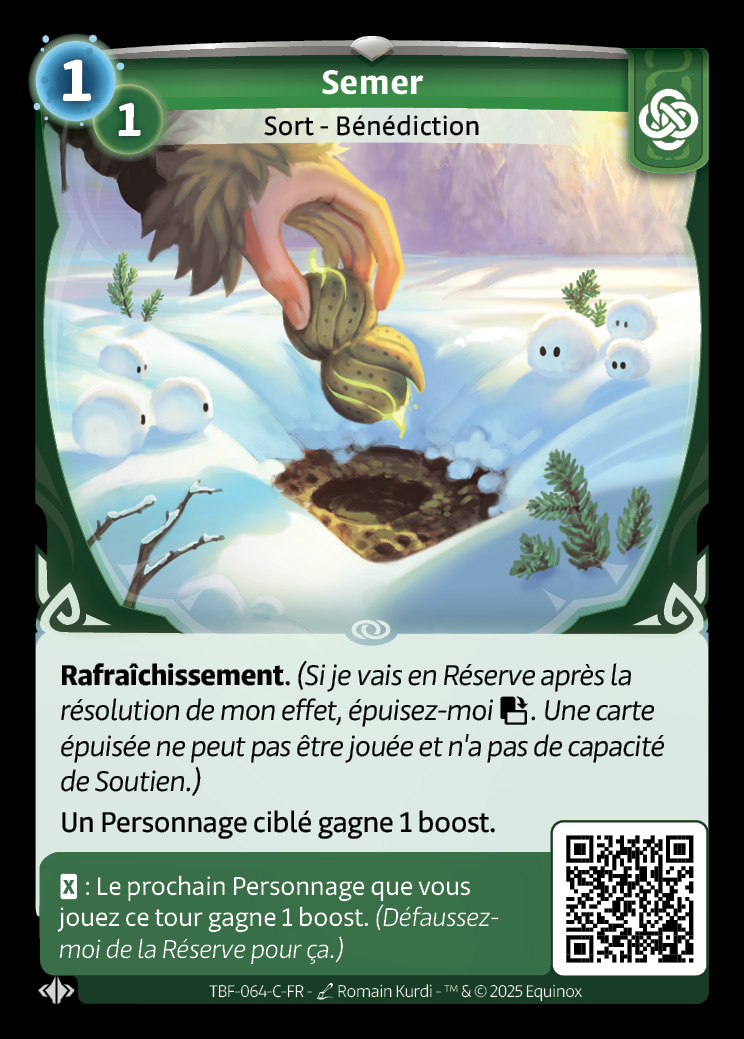 1
1
Semer
Sort - Bénédiction
Rafraîchissement. (Si je vais en Réserve après la
résolution de mon effet, épuisez-moi . Une carte
épuisée ne peut pas être jouée et n'a pas de capacité
de Soutien.)
Un Personnage ciblé gagne 1 boost.
X : Le prochain Personnage que vous
jouez ce tour gagne 1 boost. (Défaussez-
moi de la Réserve pour ça.)
TBF-064-C-FR - Romain Kurdi - ™ & © 2025 Equinox